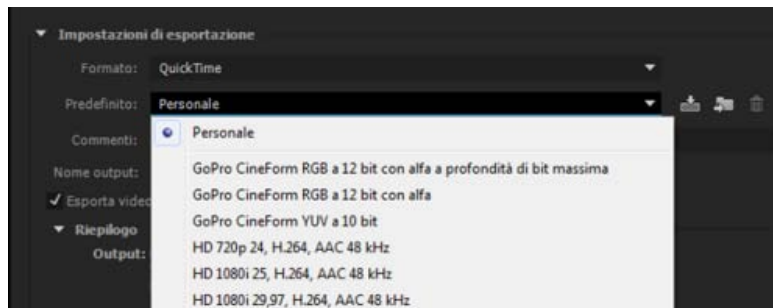 Impostazioni di esportazione
Formato: QuickTime
Predefinito: Personale
Commenti:
Personale
Nome output:
GoPro CineForm RGB a 12 bit con alfa a profondità di bit massima
Esporta video
GoPro CineForm RGB a 12 bit con alfa
Riepilogo
GoPro CineForm YUV a 10 bit
Output:
HD 720p 24, H.264, AAC 48 kHz
HD 1080i 25, H.264, AAC 48 kHz
HD 1080i 29,97, H.264, AAC 48 kHz